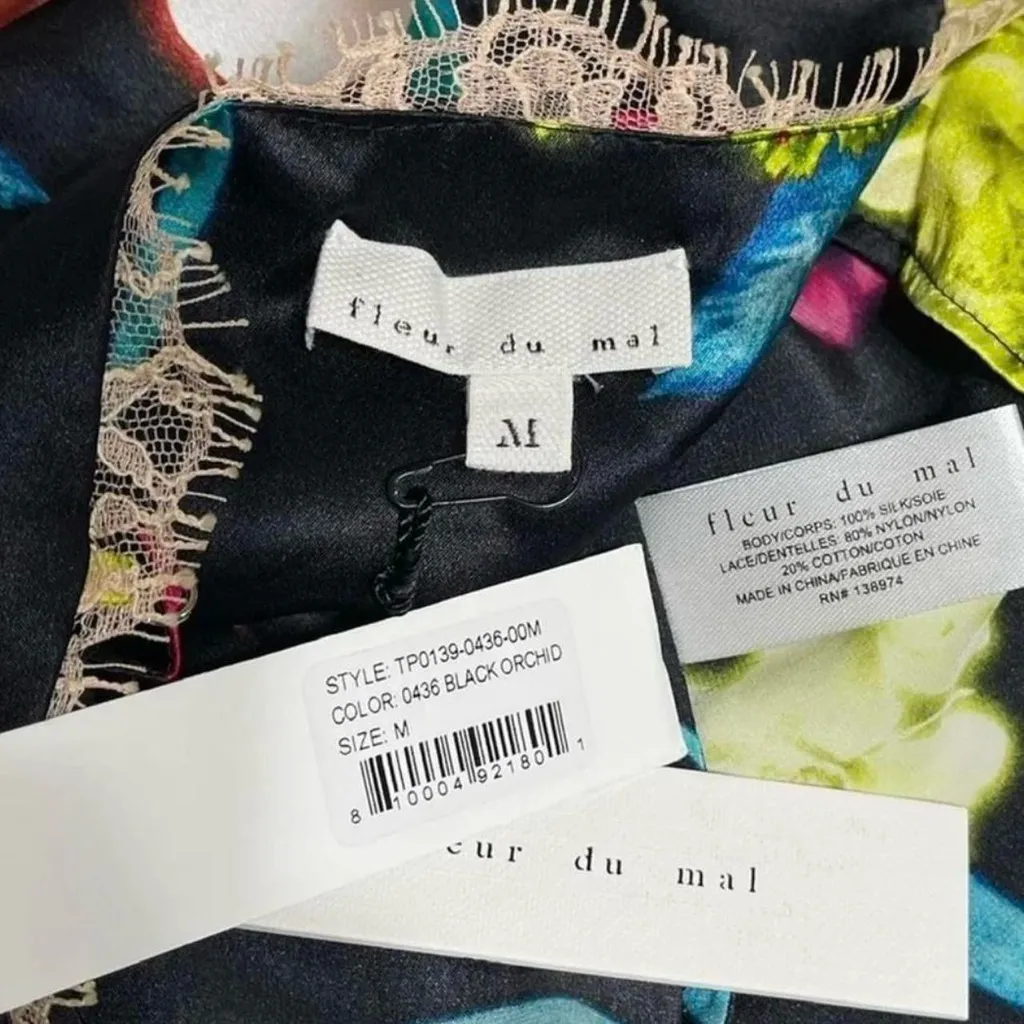 fleur du mal
M
fleur du mal
BODY/CORPS: 100% SILK/SOIE
LACE/DENTELLES: 80% NYLON/NYLON
20% COTTON/COTON
MADE IN CHINA/FABRIQUE EN CHINE
RN# 138974
STYLE: TP0139-0436-00M
COLOR: 0436 BLACK ORCHID
SIZE: M
8 10004 92180 1
eur du mal